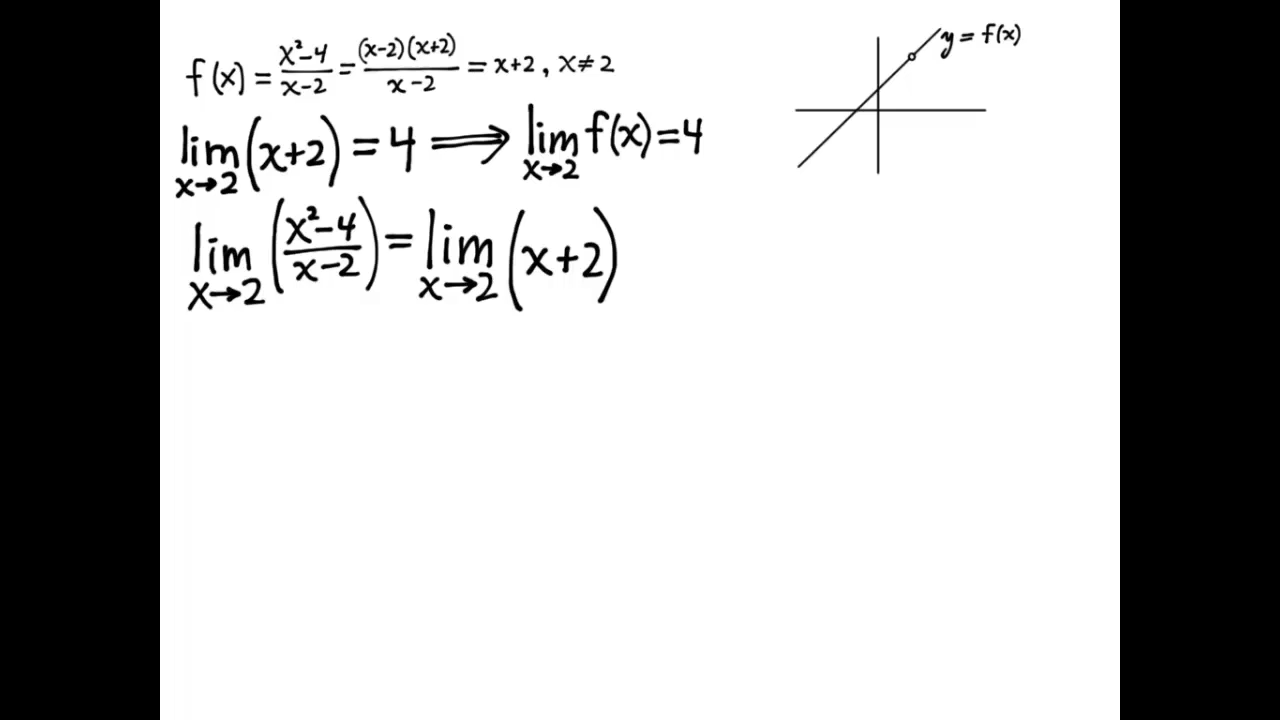 f(x) = x²-4/x-2 = (x-2)(x+2)/x-2 = x+2, x≠2
y = f(x)
lim x→2 (x+2) = 4 ⟹ lim x→2 f(x) = 4
lim x→2 (x²-4/x-2) = lim x→2 (x+2)